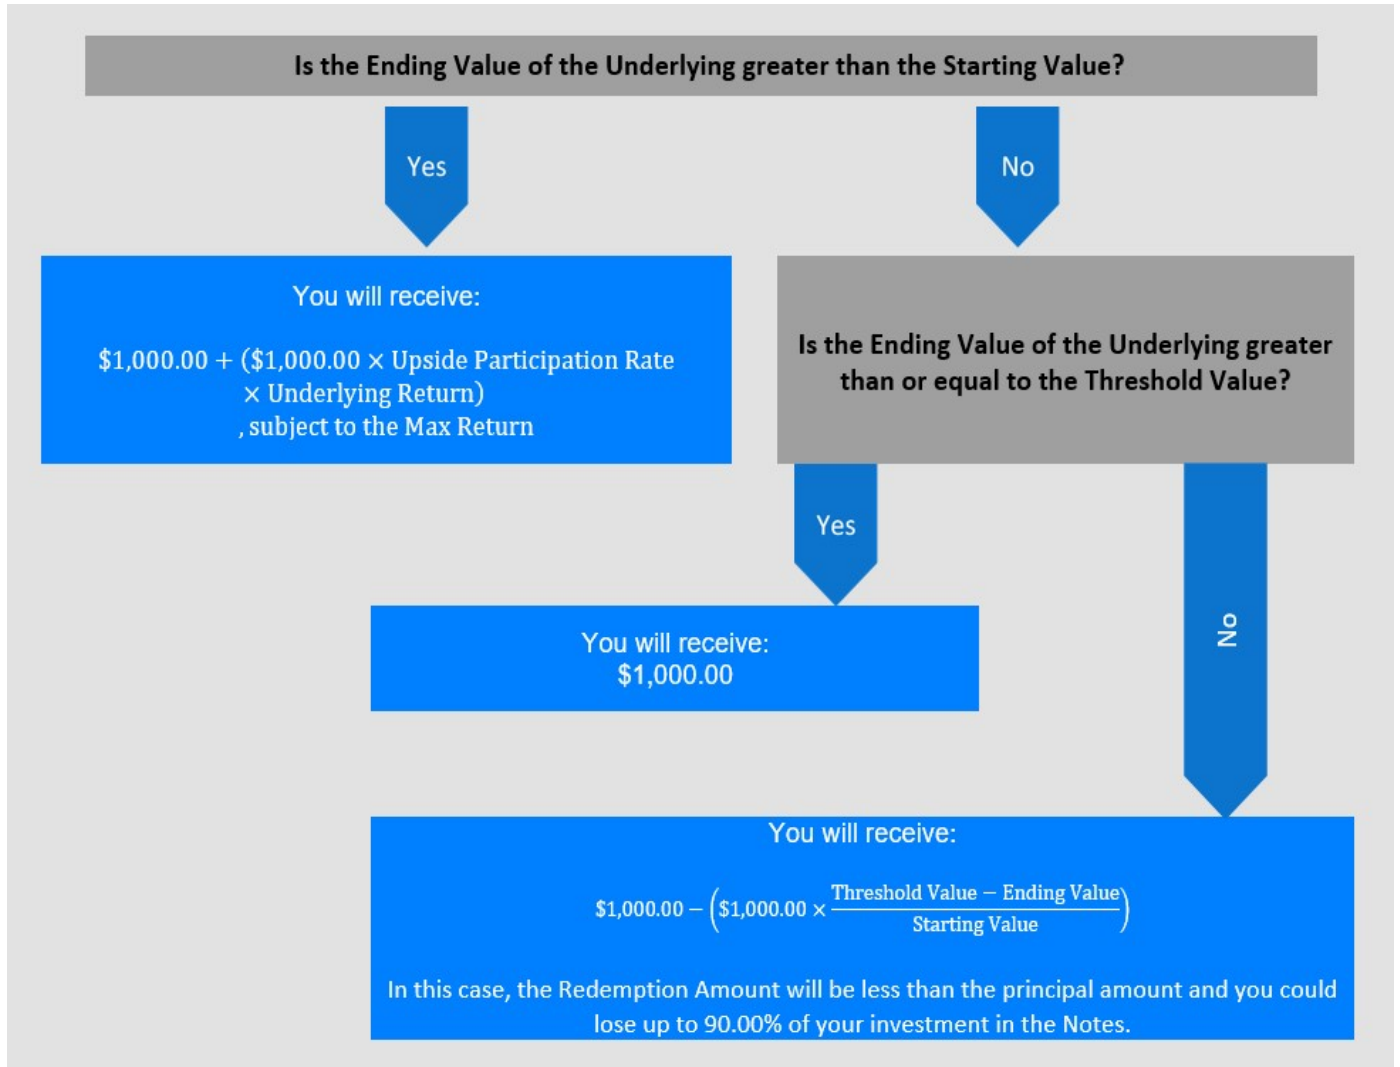 Is the Ending Value of the Underlying greater than the Starting Value?
Yes
No
You will receive:
$1,000.00 + ($1,000.00 × Upside Participation Rate
× Underlying Return)
, subject to the Max Return
Is the Ending Value of the Underlying greater
than or equal to the Threshold Value?
Yes
No
You will receive:
$1,000.00
You will receive:
$1,000.00 − ($1,000.00 × Threshold Value − Ending Value
Starting Value)
In this case, the Redemption Amount will be less than the principal amount and you could
lose up to 90.00% of your investment in the Notes.